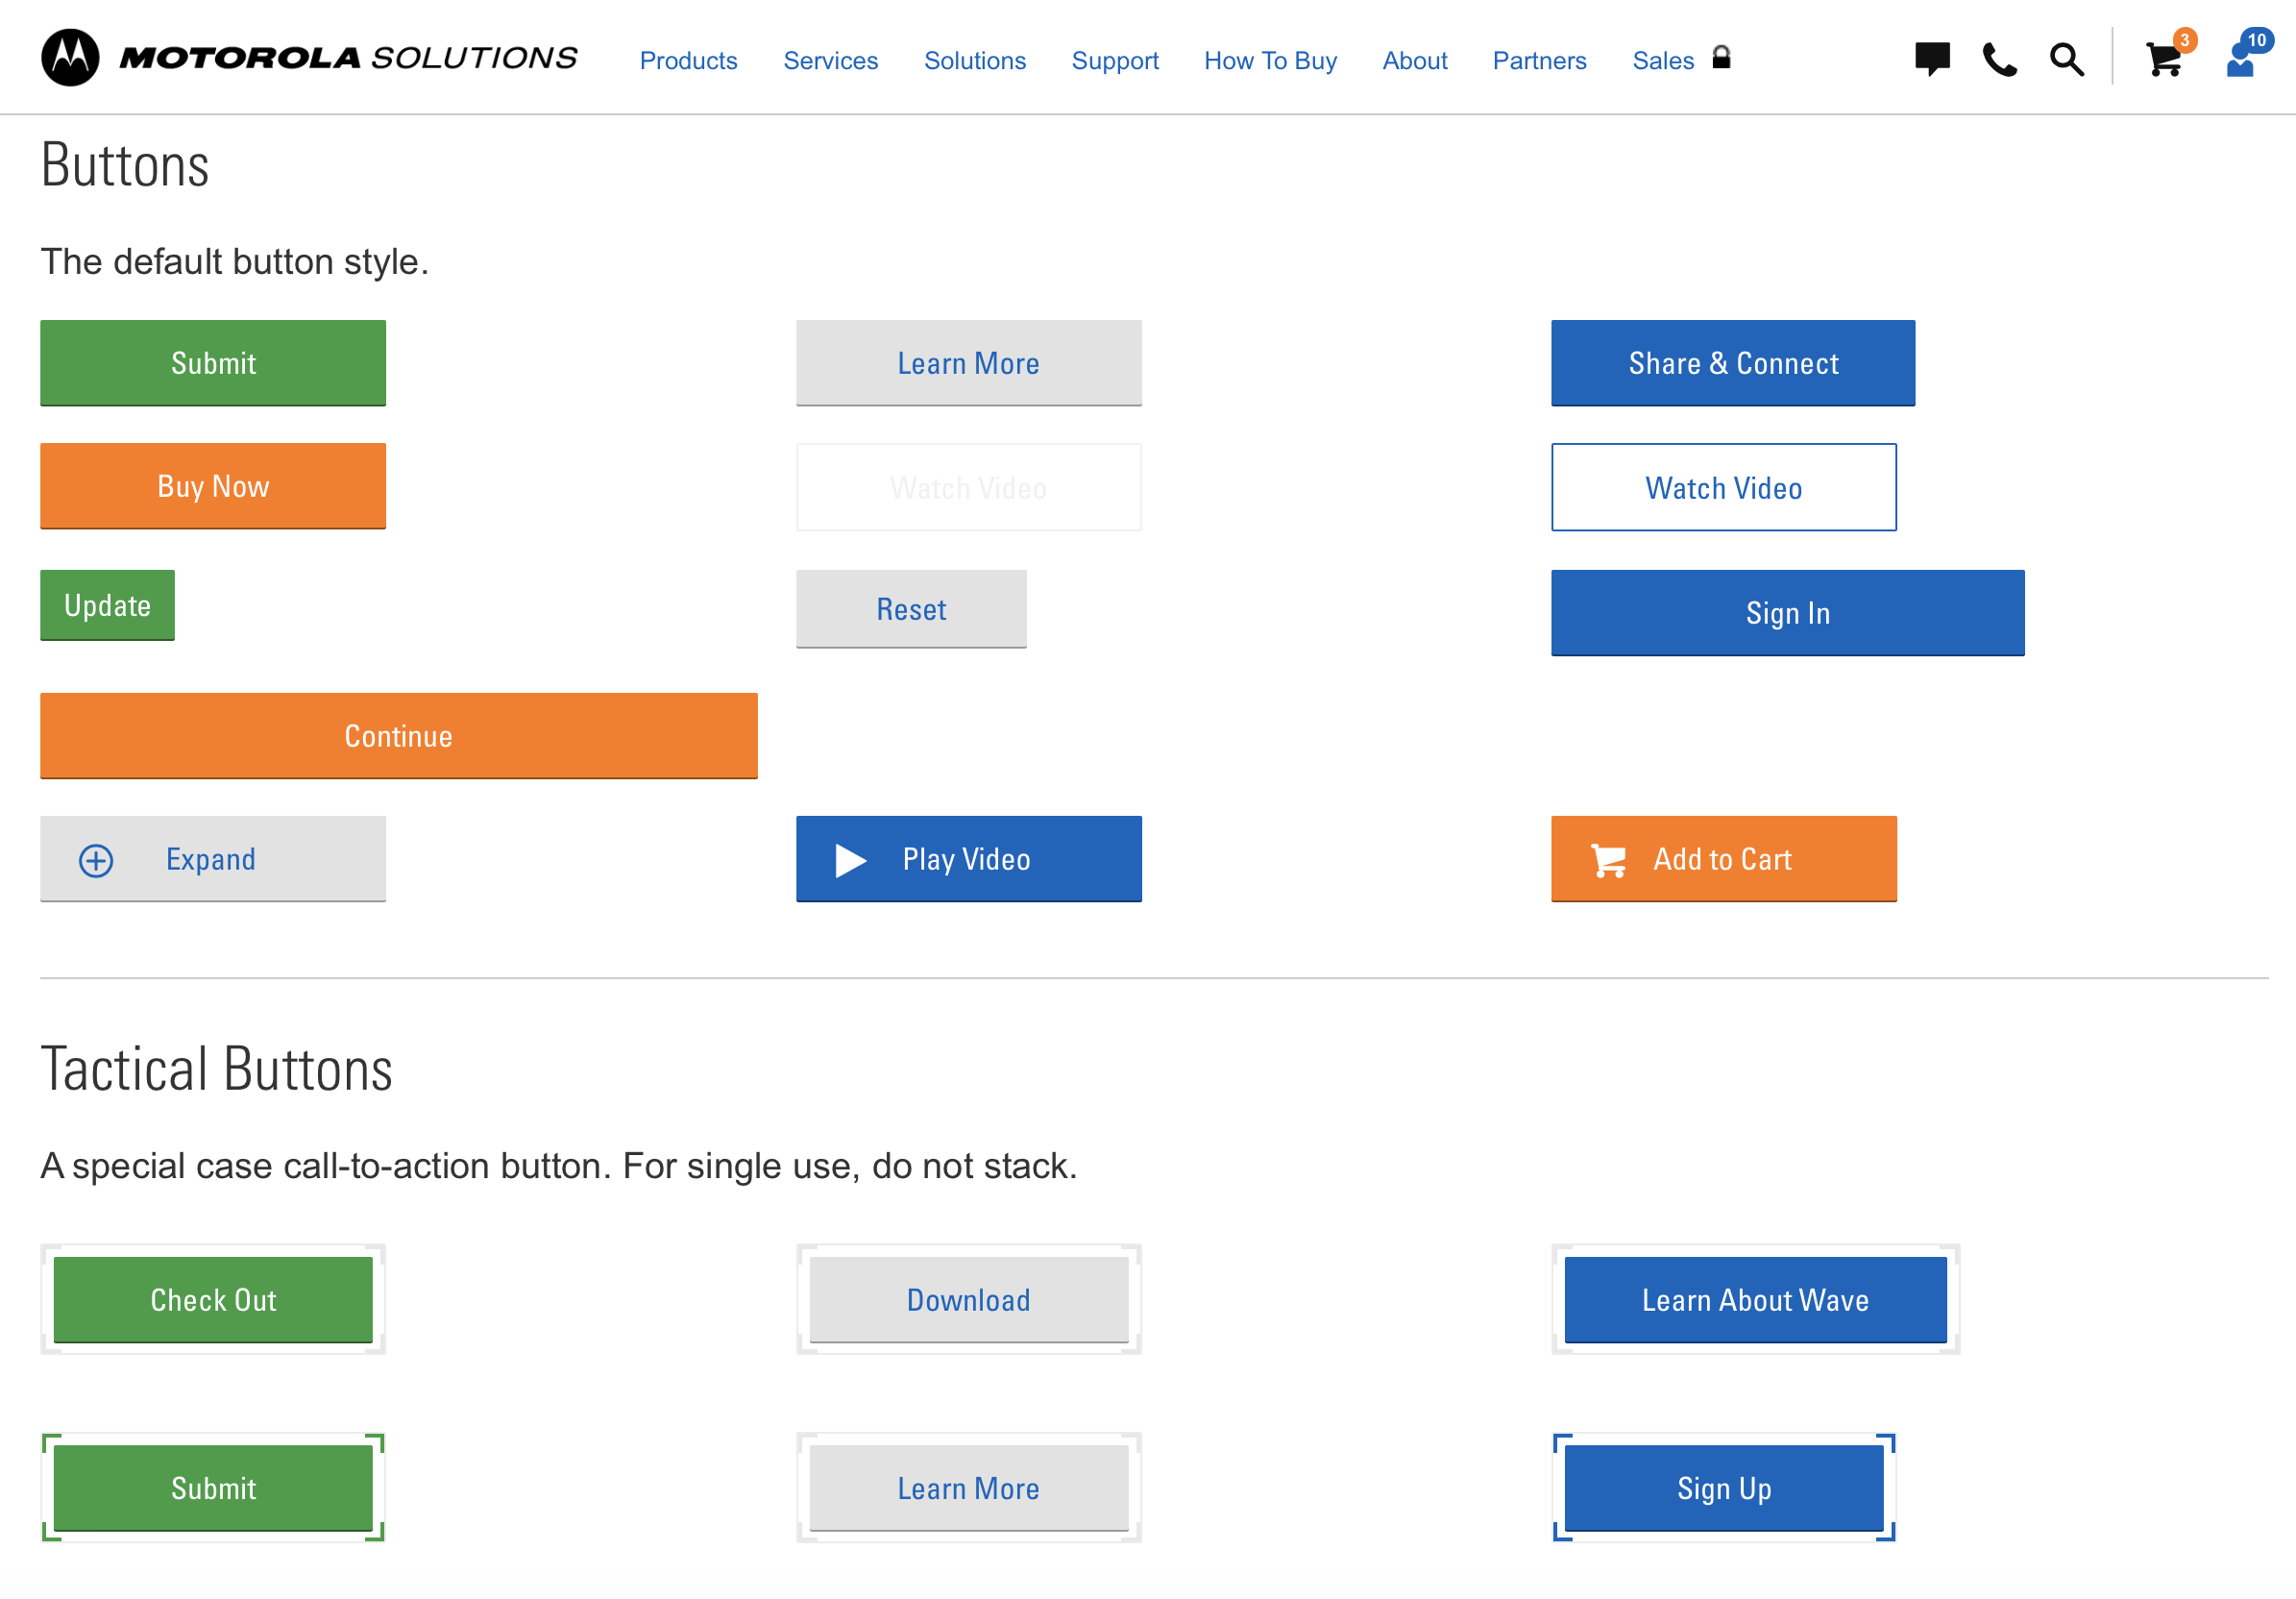 MOTOROLA SOLUTIONS Products Services Solutions Support How To Buy About Partners Sales 3 10
Buttons
The default button style.
Submit Learn More Share & Connect
Buy Now Watch Video Watch Video
Update Reset Sign In
Continue
Expand Play Video Add to Cart
Tactical Buttons
A special case call-to-action button. For single use, do not stack.
Check Out Download Learn About Wave
Submit Learn More Sign Up